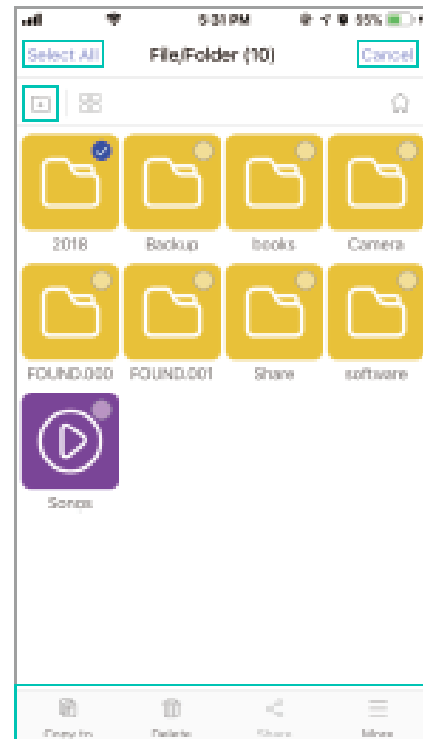 5:31 PM 55%
Select All File/Folder (10) Cancel
2018 Backup books Camera
FOUND.000 FOUND.001 Share software
Songs
Copy to Delete Share More